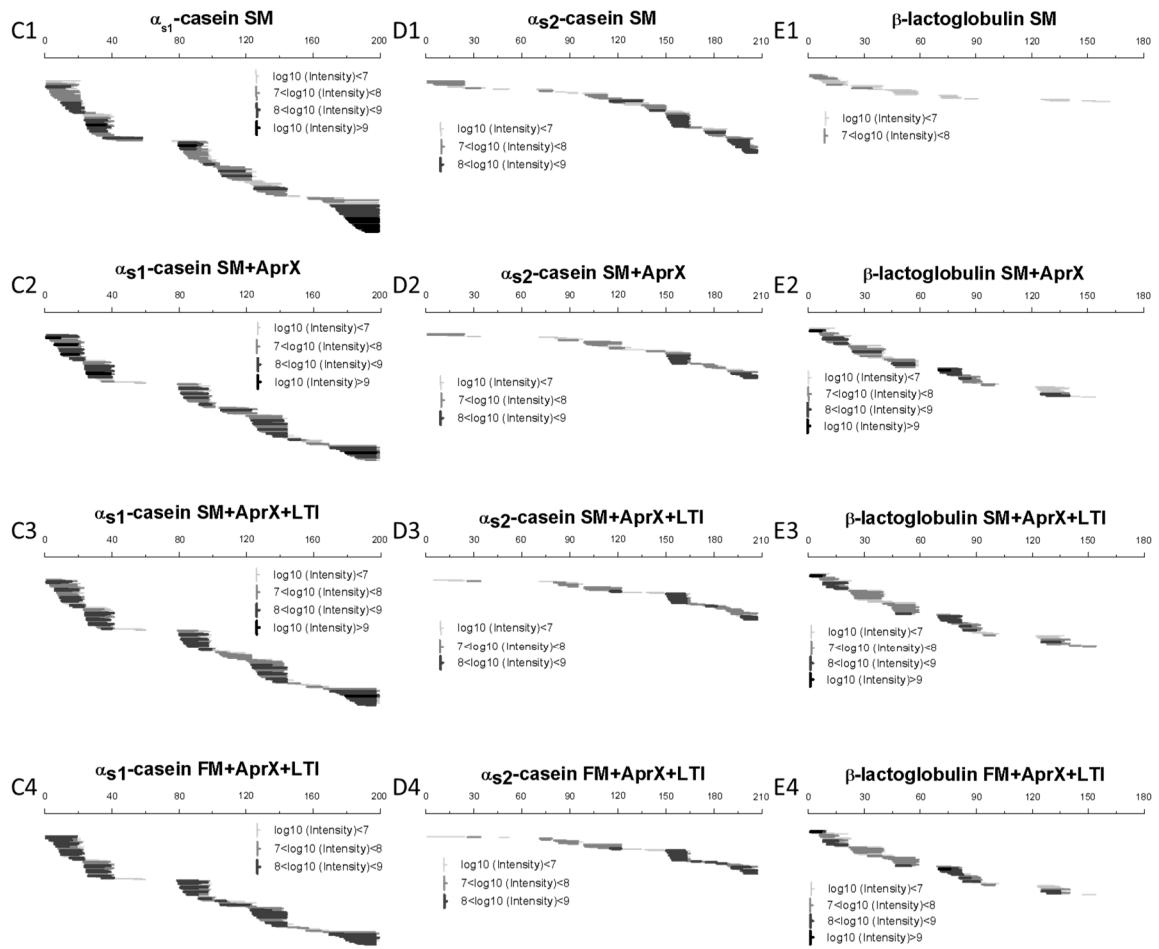 C1
αs1-casein SM
0 40 80 120 160 200
log10 (Intensity)<7
7<log10 (Intensity)<8
8<log10 (Intensity)<9
log10 (Intensity)>9
D1
αs2-casein SM
0 30 60 90 120 150 180 210
log10 (Intensity)<7
7<log10 (Intensity)<8
8<log10 (Intensity)<9
E1
β-lactoglobulin SM
0 30 60 90 120 150 180
log10 (Intensity)<7
7<log10 (Intensity)<8
C2
αs1-casein SM+AprX
0 40 80 120 160 200
log10 (Intensity)<7
7<log10 (Intensity)<8
8<log10 (Intensity)<9
log10 (Intensity)>9
D2
αs2-casein SM+AprX
0 30 60 90 120 150 180 210
log10 (Intensity)<7
7<log10 (Intensity)<8
8<log10 (Intensity)<9
E2
β-lactoglobulin SM+AprX
0 30 60 90 120 150 180
log10 (Intensity)<7
7<log10 (Intensity)<8
8<log10 (Intensity)<9
log10 (Intensity)>9
C3
αs1-casein SM+AprX+LTI
0 40 80 120 160 200
log10 (Intensity)<7
7<log10 (Intensity)<8
8<log10 (Intensity)<9
log10 (Intensity)>9
D3
αs2-casein SM+AprX+LTI
0 30 60 90 120 150 180 210
log10 (Intensity)<7
7<log10 (Intensity)<8
8<log10 (Intensity)<9
E3
β-lactoglobulin SM+AprX+LTI
0 30 60 90 120 150 180
log10 (Intensity)<7
7<log10 (Intensity)<8
8<log10 (Intensity)<9
log10 (Intensity)>9
C4
αs1-casein FM+AprX+LTI
0 40 80 120 160 200
log10 (Intensity)<7
7<log10 (Intensity)<8
8<log10 (Intensity)<9
D4
αs2-casein FM+AprX+LTI
0 30 60 90 120 150 180 210
log10 (Intensity)<7
7<log10 (Intensity)<8
8<log10 (Intensity)<9
E4
β-lactoglobulin FM+AprX+LTI
0 30 60 90 120 150 180
log10 (Intensity)<7
7<log10 (Intensity)<8
8<log10 (Intensity)<9
log10 (Intensity)>9